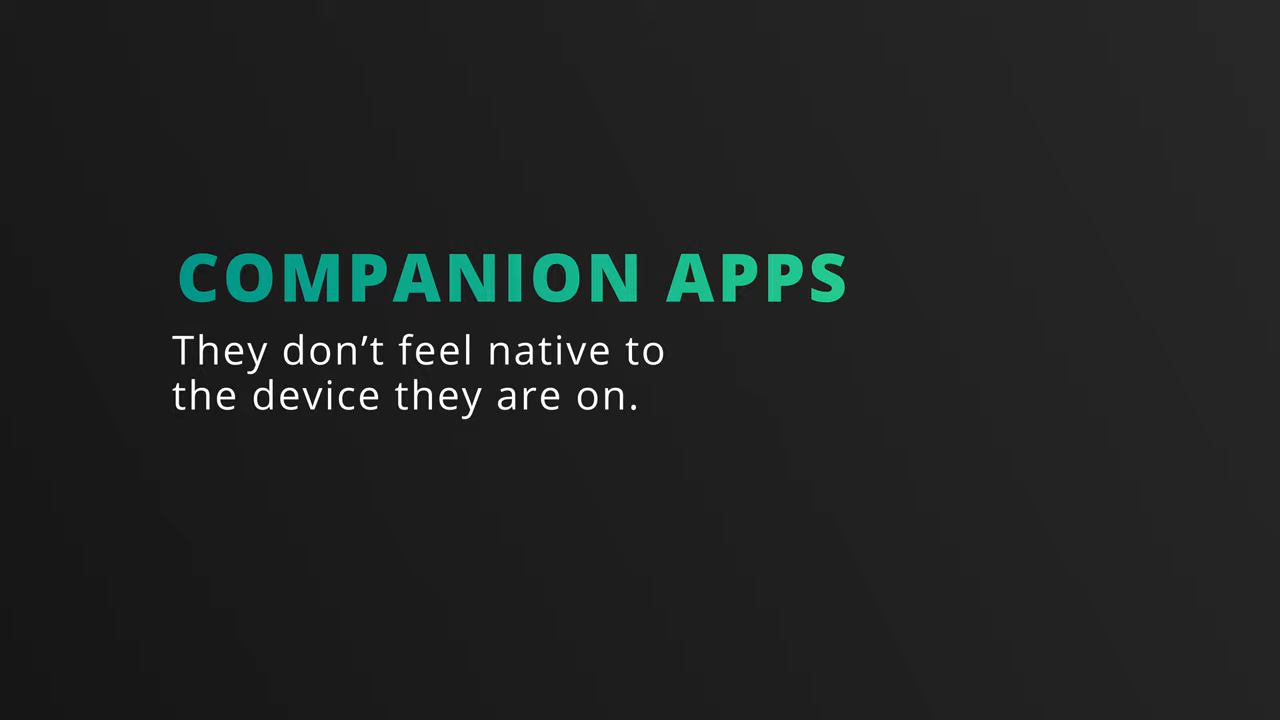 COMPANION APPS
They don’t feel native to
the device they are on.